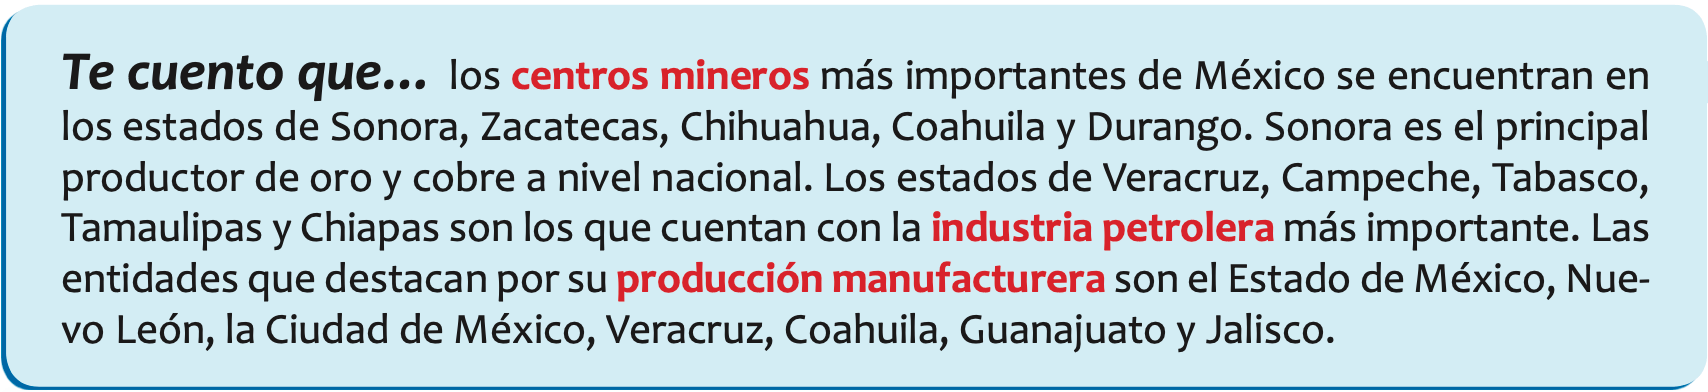 Te cuento que... los centros mineros más importantes de México se encuentran en
los estados de Sonora, Zacatecas, Chihuahua, Coahuila y Durango. Sonora es el principal
productor de oro y cobre a nivel nacional. Los estados de Veracruz, Campeche, Tabasco,
Tamaulipas y Chiapas son los que cuentan con la industria petrolera más importante. Las
entidades que destacan por su producción manufacturera son el Estado de México, Nue-
vo León, la Ciudad de México, Veracruz, Coahuila, Guanajuato y Jalisco.